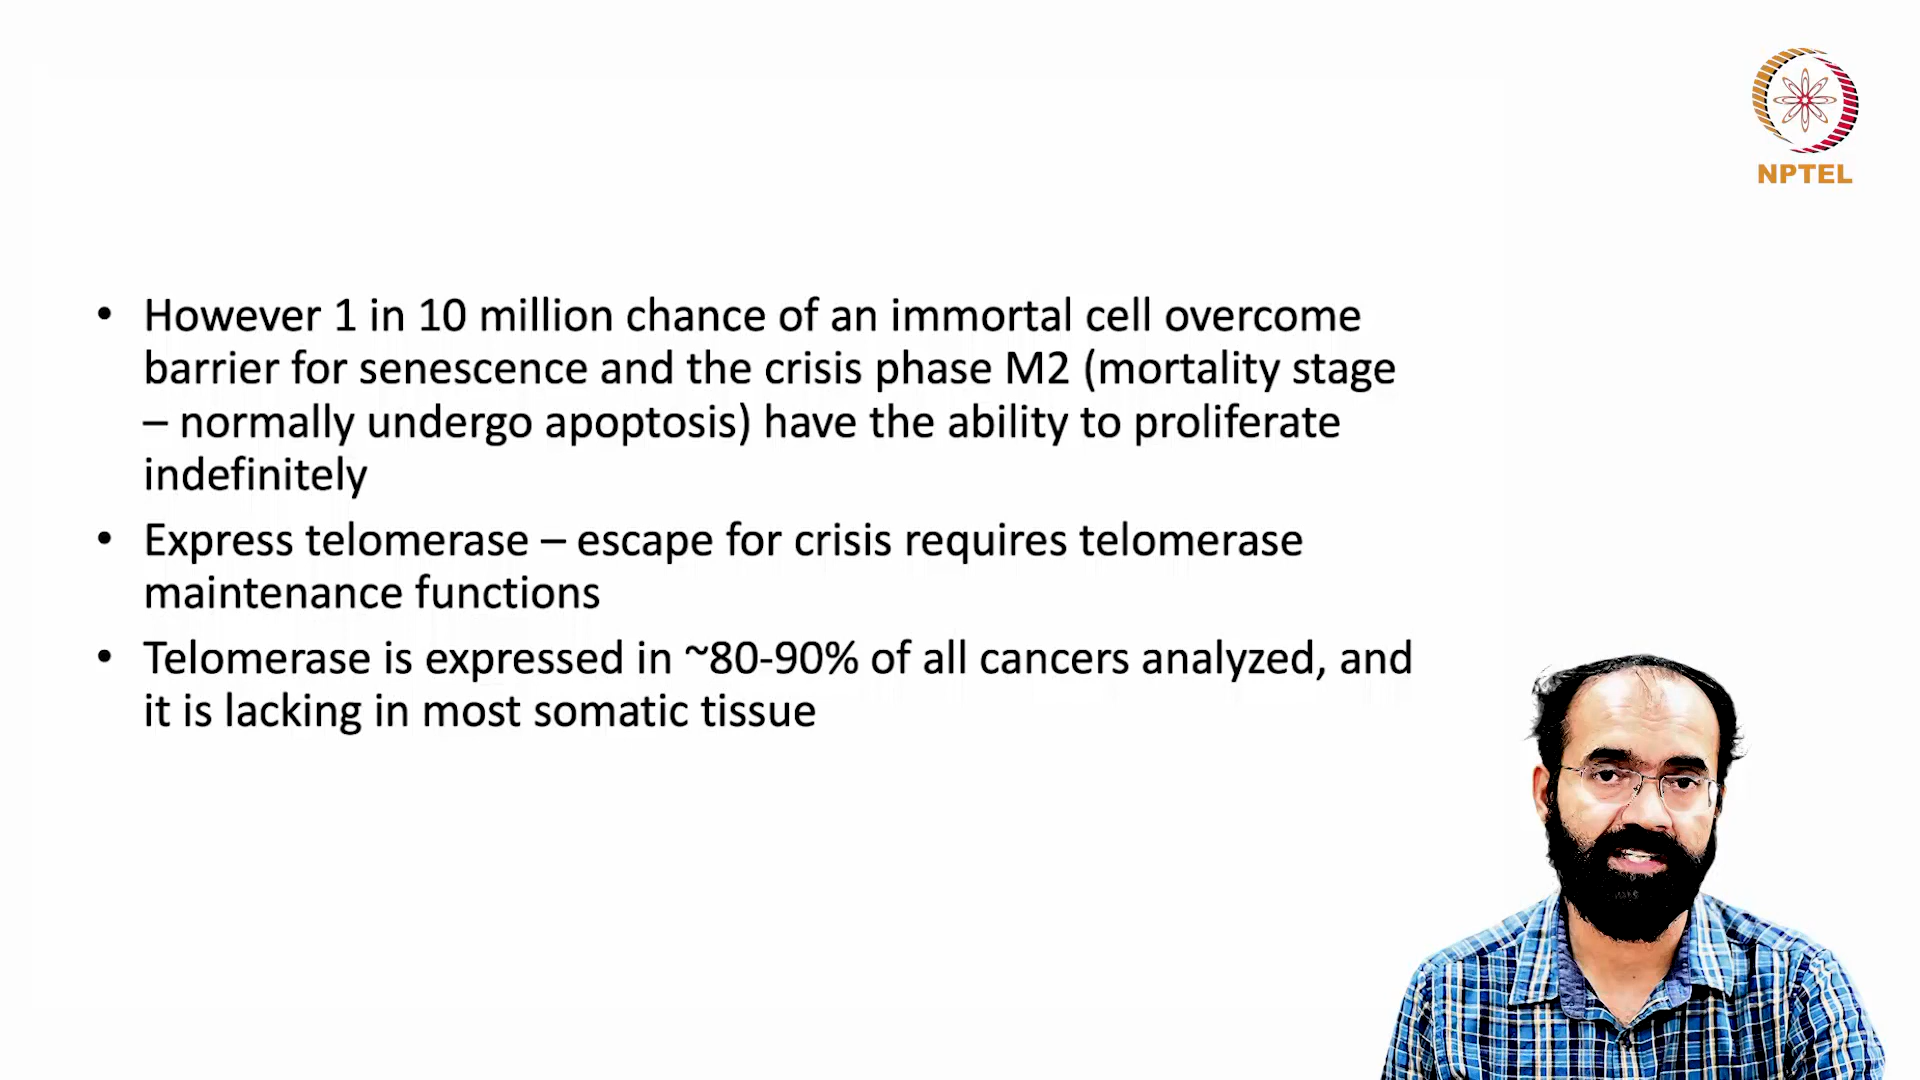 NPTEL
• However 1 in 10 million chance of an immortal cell overcome
barrier for senescence and the crisis phase M2 (mortality stage
– normally undergo apoptosis) have the ability to proliferate
indefinitely
• Express telomerase – escape for crisis requires telomerase
maintenance functions
• Telomerase is expressed in ~80-90% of all cancers analyzed, and
it is lacking in most somatic tissue